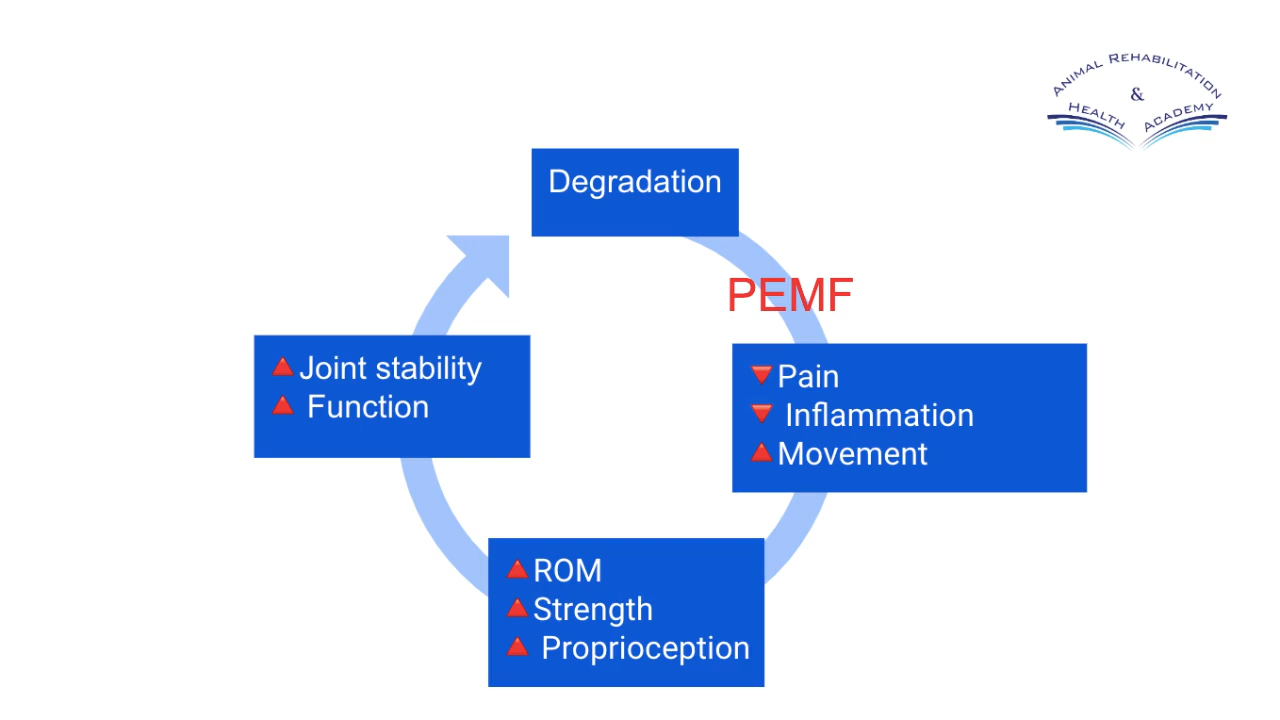 ANIMAL REHABILITATION
&
HEALTH ACADEMY
Degradation
PEMF
🔻Pain
🔻 Inflammation
🔺Movement
🔺ROM
🔺Strength
🔺 Proprioception
🔺Joint stability
🔺 Function